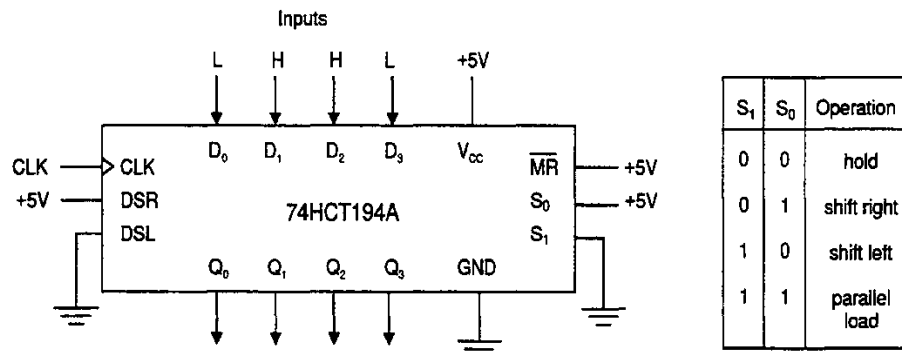 Inputs
L H H L +5V
D₀ D₁ D₂ D₃ V_CC
CLK CLK
+5V DSR
DSL
74HCT194A
M̅R̅ +5V
S₀ +5V
S₁
Q₀ Q₁ Q₂ Q₃ GND
S₁ S₀ Operation
0 0 hold
0 1 shift right
1 0 shift left
1 1 parallel
load